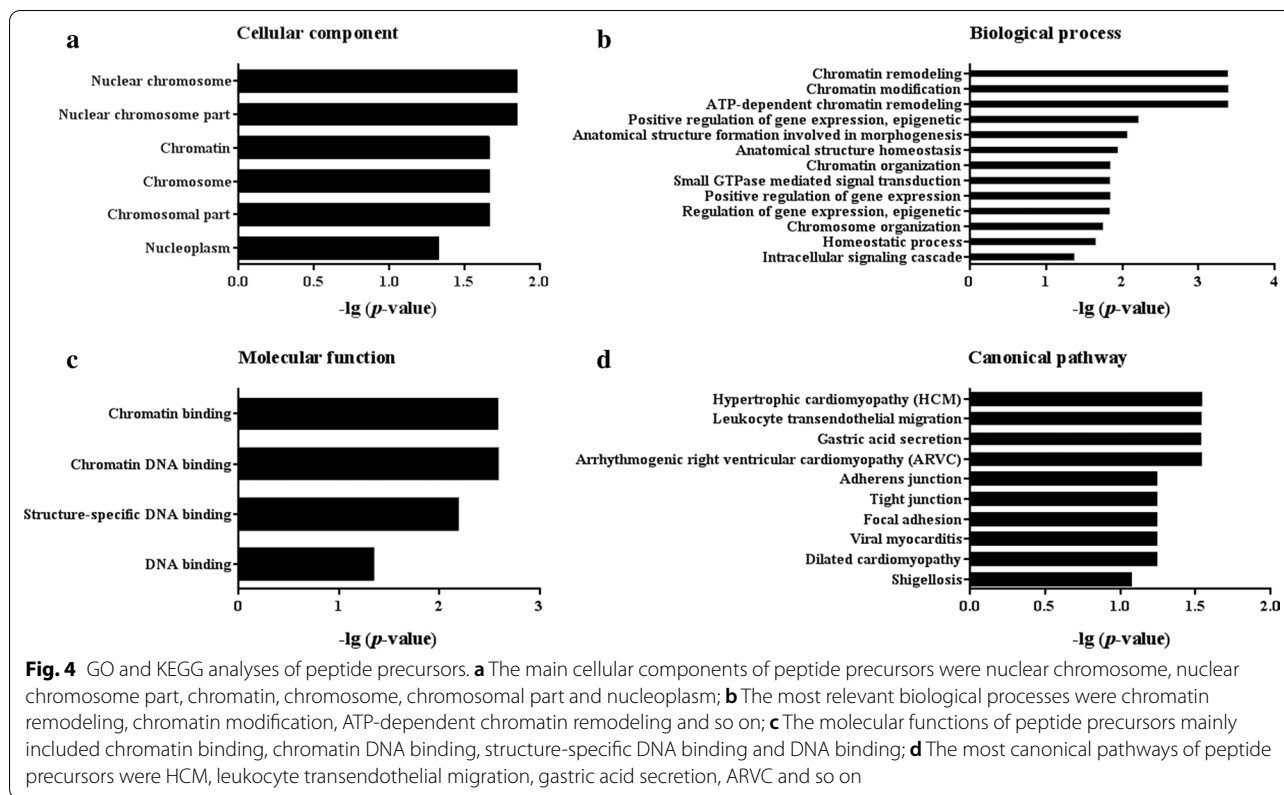 a
Cellular component
Nuclear chromosome
Nuclear chromosome part
Chromatin
Chromosome
Chromosomal part
Nucleoplasm
0.0 0.5 1.0 1.5 2.0
-lg (p-value)
b
Biological process
Chromatin remodeling
Chromatin modification
ATP-dependent chromatin remodeling
Positive regulation of gene expression, epigenetic
Anatomical structure formation involved in morphogenesis
Anatomical structure homeostasis
Chromatin organization
Small GTPase mediated signal transduction
Positive regulation of gene expression
Regulation of gene expression, epigenetic
Chromosome organization
Homeostatic process
Intracellular signaling cascade
0 1 2 3 4
-lg (p-value)
c
Molecular function
Chromatin binding
Chromatin DNA binding
Structure-specific DNA binding
DNA binding
0 1 2 3
-lg (p-value)
d
Canonical pathway
Hypertrophic cardiomyopathy (HCM)
Leukocyte transendothelial migration
Gastric acid secretion
Arrhythmogenic right ventricular cardiomyopathy (ARVC)
Adherens junction
Tight junction
Focal adhesion
Viral myocarditis
Dilated cardiomyopathy
Shigellosis
0.0 0.5 1.0 1.5 2.0
-lg (p-value)
Fig. 4 GO and KEGG analyses of peptide precursors. a The main cellular components of peptide precursors were nuclear chromosome, nuclear
chromosome part, chromatin, chromosome, chromosomal part and nucleoplasm; b The most relevant biological processes were chromatin
remodeling, chromatin modification, ATP-dependent chromatin remodeling and so on; c The molecular functions of peptide precursors mainly
included chromatin binding, chromatin DNA binding, structure-specific DNA binding and DNA binding; d The most canonical pathways of peptide
precursors were HCM, leukocyte transendothelial migration, gastric acid secretion, ARVC and so on